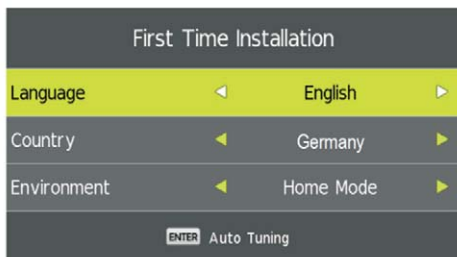 First Time Installation
Language English
Country Germany
Environment Home Mode
ENTER Auto Tuning